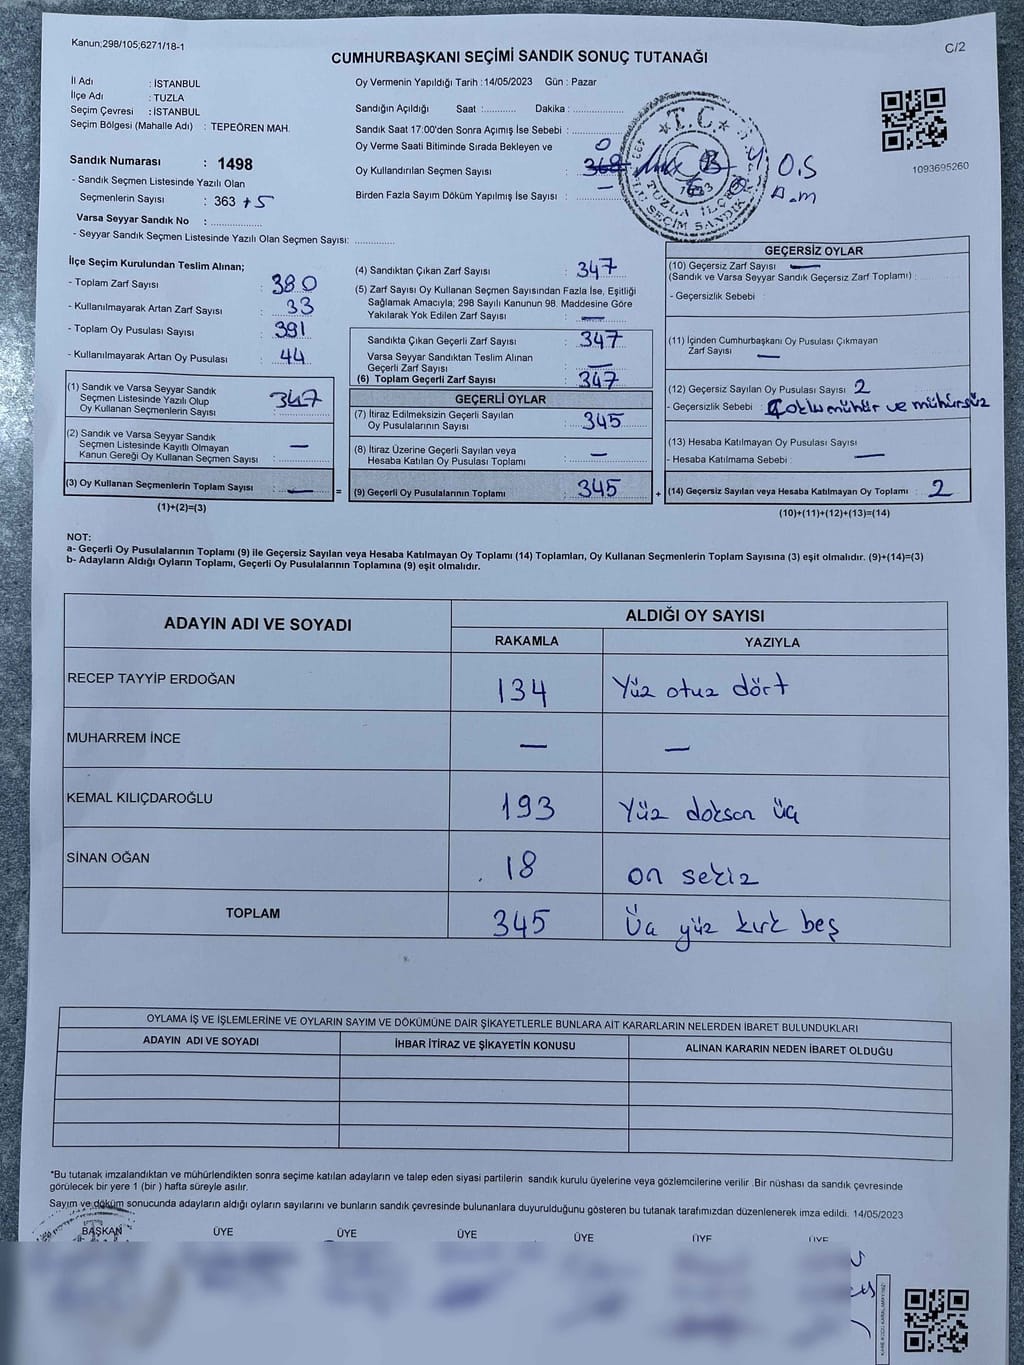 Kanun;298/105;6271/18-1
C/2
CUMHURBAŞKANI SEÇİMİ SANDIK SONUÇ TUTANAĞI
İl Adı : İSTANBUL
İlçe Adı : TUZLA
Seçim Çevresi : İSTANBUL
Seçim Bölgesi (Mahalle Adı) : TEPEÖREN MAH.
Sandık Numarası : 1498
- Sandık Seçmen Listesinde Yazılı Olan
Seçmenlerin Sayısı : 363 +5
Varsa Seyyar Sandık No : ................
- Seyyar Sandık Seçmen Listesinde Yazılı Olan Seçmen Sayısı: ............
Oy Vermenin Yapıldığı Tarih : 14/05/2023 Gün : Pazar
Sandığın Açıldığı Saat :........... Dakika : ................
Sandık Saat 17:00'den Sonra Açımış İse Sebebi : ................
Oy Verme Saati Bitiminde Sırada Bekleyen ve 0
Oy Kullandırılan Seçmen Sayısı : 368
Birden Fazla Sayım Döküm Yapılmış İse Sayısı : —
T.C.
TUZLA İLÇE SEÇİM SANDIK
O.S
1093695260
İlçe Seçim Kurulundan Teslim Alınan;
- Toplam Zarf Sayısı : 380
- Kullanılmayarak Artan Zarf Sayısı : 33
- Toplam Oy Pusulası Sayısı : 391
- Kullanılmayarak Artan Oy Pusulası : 44
(1) Sandık ve Varsa Seyyar Sandık
Seçmen Listesinde Yazılı Olup
Oy Kullanan Seçmenlerin Sayısı : 347
(2) Sandık ve Varsa Seyyar Sandık
Seçmen Listesinde Kayıtlı Olmayan
Kanun Gereği Oy Kullanan Seçmen Sayısı : —
(3) Oy Kullanan Seçmenlerin Toplam Sayısı : — =
(1)+(2)=(3)
(4) Sandıktan Çıkan Zarf Sayısı : 347
(5) Zarf Sayısı Oy Kullanan Seçmen Sayısından Fazla İse, Eşitliği
Sağlamak Amacıyla; 298 Sayılı Kanunun 98. Maddesine Göre
Yakılarak Yok Edilen Zarf Sayısı : —
Sandıkta Çıkan Geçerli Zarf Sayısı : 347
Varsa Seyyar Sandıktan Teslim Alınan
Geçerli Zarf Sayısı : —
(6) Toplam Geçerli Zarf Sayısı : 347
GEÇERLİ OYLAR
(7) İtiraz Edilmeksizin Geçerli Sayılan
Oy Pusulalarının Sayısı : 345
(8) İtiraz Üzerine Geçerli Sayılan veya
Hesaba Katılan Oy Pusulası Toplamı : —
(9) Geçerli Oy Pusulalarının Toplamı : 345 +
GEÇERSİZ OYLAR
(10) Geçersiz Zarf Sayısı : —
(Sandık ve Varsa Seyyar Sandık Geçersiz Zarf Toplamı) :
- Geçersizlik Sebebi :
(11) İçinden Cumhurbaşkanı Oy Pusulası Çıkmayan
Zarf Sayısı : —
(12) Geçersiz Sayılan Oy Pusulası Sayısı : 2
- Geçersizlik Sebebi : Çoklu mühür ve mühürsüz
(13) Hesaba Katılmayan Oy Pusulası Sayısı
- Hesaba Katılmama Sebebi : —
(14) Geçersiz Sayılan veya Hesaba Katılmayan Oy Toplamı : 2
(10)+(11)+(12)+(13)=(14)
NOT:
a- Geçerli Oy Pusulalarının Toplamı (9) ile Geçersiz Sayılan veya Hesaba Katılmayan Oy Toplamı (14) Toplamları, Oy Kullanan Seçmenlerin Toplam Sayısına (3) eşit olmalıdır. (9)+(14)=(3)
b- Adayların Aldığı Oyların Toplamı, Geçerli Oy Pusulalarının Toplamına (9) eşit olmalıdır.
ADAYIN ADI VE SOYADI ALDIĞI OY SAYISI
RAKAMLA YAZIYLA
RECEP TAYYİP ERDOĞAN 134 Yüz otuz dört
MUHARREM İNCE — —
KEMAL KILIÇDAROĞLU 193 Yüz doksan üç
SİNAN OĞAN 18 on sekiz
TOPLAM 345 Üç yüz kırk beş
OYLAMA İŞ VE İŞLEMLERİNE VE OYLARIN SAYIM VE DÖKÜMÜNE DAİR ŞİKAYETLERLE BUNLARA AİT KARARLARIN NELERDEN İBARET BULUNDUKLARI
ADAYIN ADI VE SOYADI İHBAR İTİRAZ VE ŞİKAYETİN KONUSU ALINAN KARARIN NEDEN İBARET OLDUĞU
*Bu tutanak imzalandıktan ve mühürlendikten sonra seçime katılan adayların ve talep eden siyasi partilerin sandık kurulu üyelerine veya gözlemcilerine verilir .Bir nüshası da sandık çevresinde
görülecek bir yere 1 (bir ) hafta süreyle asılır.
Sayım ve döküm sonucunda adayların aldığı oyların sayılarını ve bunların sandık çevresinde bulunanlara duyurulduğunu gösteren bu tutanak tarafımızdan düzenlenerek imza edildi. 14/05/2023
BAŞKAN ÜYE ÜYE ÜYE ÜYE ÜYE ÜYE